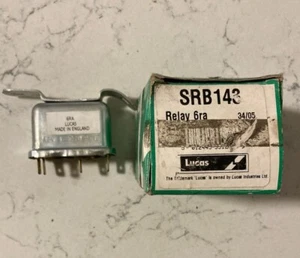 6RA
LUCAS
MADE IN ENGLAND
SRB143
Relay 6ra
34/05
Lucas
The trademark 'Lucas' is owned by Lucas Industries Ltd